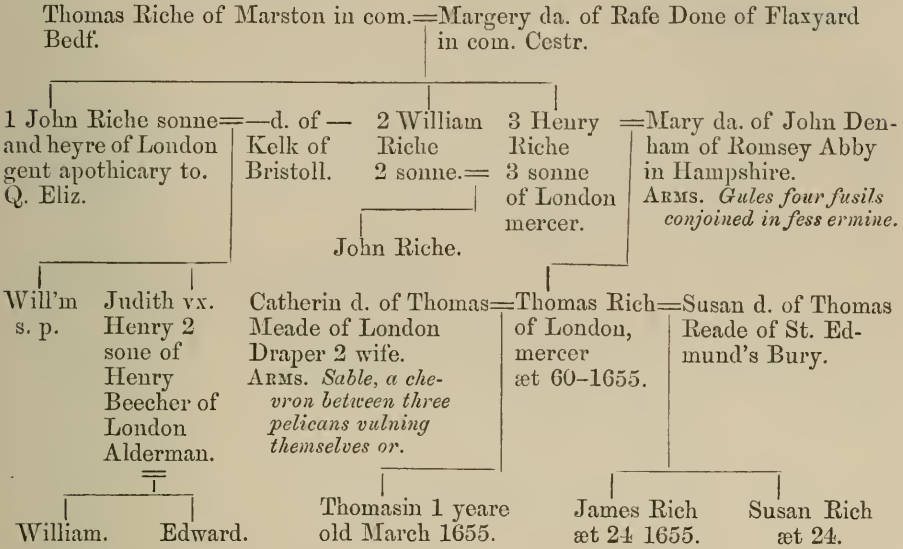 Thomas Riche of Marston in com.=Margery da. of Rafe Done of Flaxyard
Bedf.
in com. Cestr.
1 John Riche sonne=
and heyre of London
gent apothicary to.
Q. Eliz.
—d. of —
Kelk of
Bristoll.
2 William
Riche
2 sonne.=
3 Henry
Riche
3 sonne
of London
mercer.
=Mary da. of John Den-
ham of Romsey Abby
in Hampshire.
ARMS. Gules four fusils
conjoined in fess ermine.
John Riche.
Will'm
s. p.
Judith vx.
Henry 2
sone of
Henry
Beecher of
London
Alderman.
=
Catherin d. of Thomas=
Meade of London
Draper 2 wife.
ARMS. Sable, a che-
vron between three
pelicans vulning
themselves or.
Thomas Rich=
of London,
mercer
æt 60–1655.
Susan d. of Thomas
Reade of St. Ed-
mund's Bury.
William.
Edward.
Thomasin 1 yeare
old March 1655.
James Rich
æt 24 1655.
Susan Rich
æt 24.